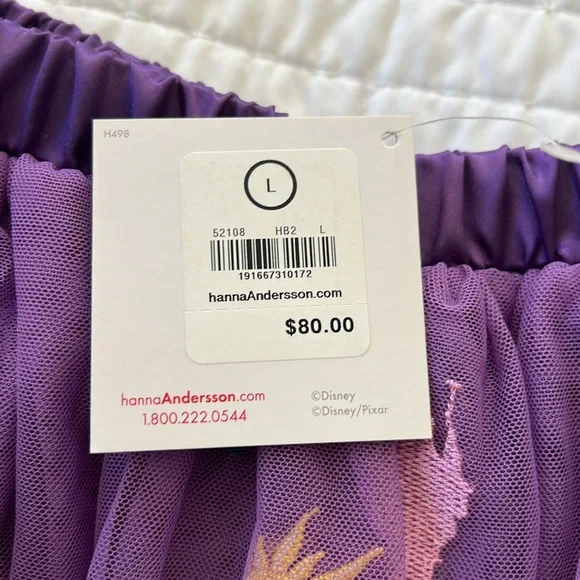 H498
L
52108 HB2 L
191667310172
hannaAndersson.com
$80.00
hannaAndersson.com
1.800.222.0544
©Disney
©Disney/Pixar